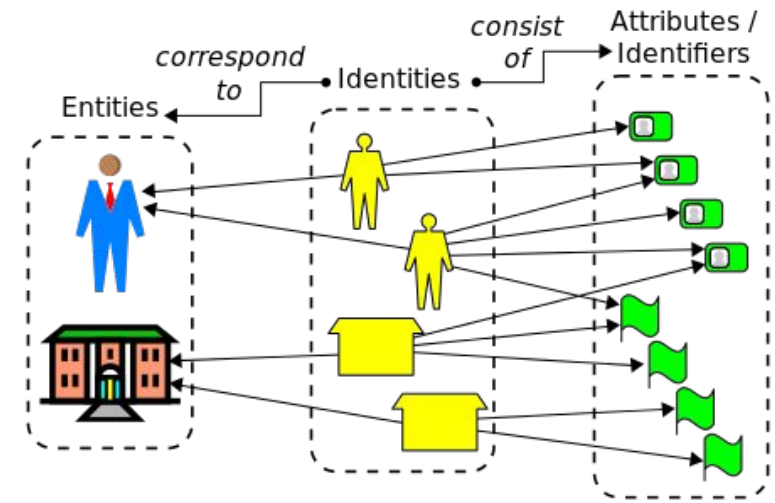 Entities
correspond
to
Identities
consist
of
Attributes /
Identifiers